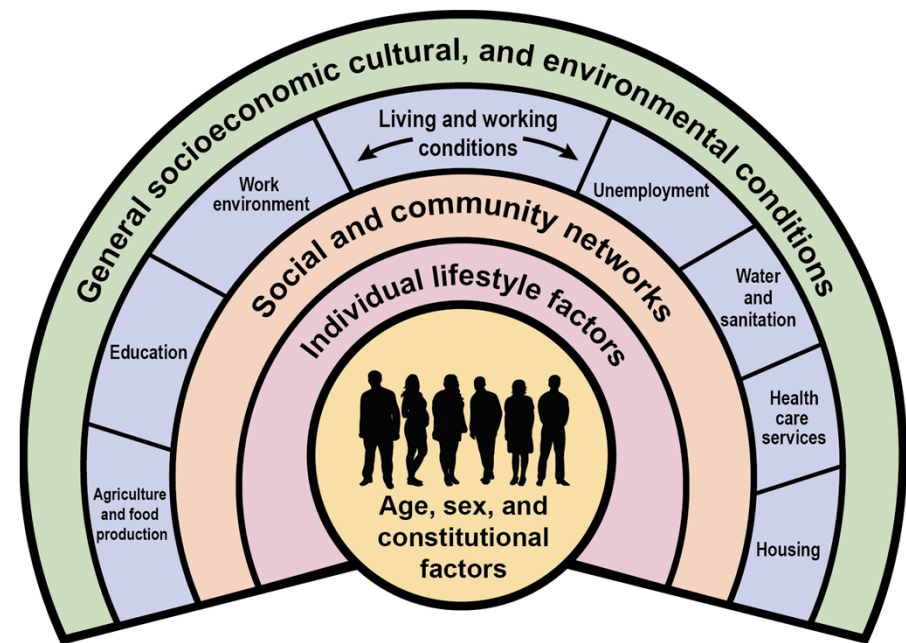 General socioeconomic cultural, and environmental conditions
Living and working
conditions
Work
environment
Unemployment
Education
Water
and
sanitation
Agriculture
and food
production
Health
care
services
Housing
Social and community networks
Individual lifestyle factors
Age, sex, and
constitutional
factors